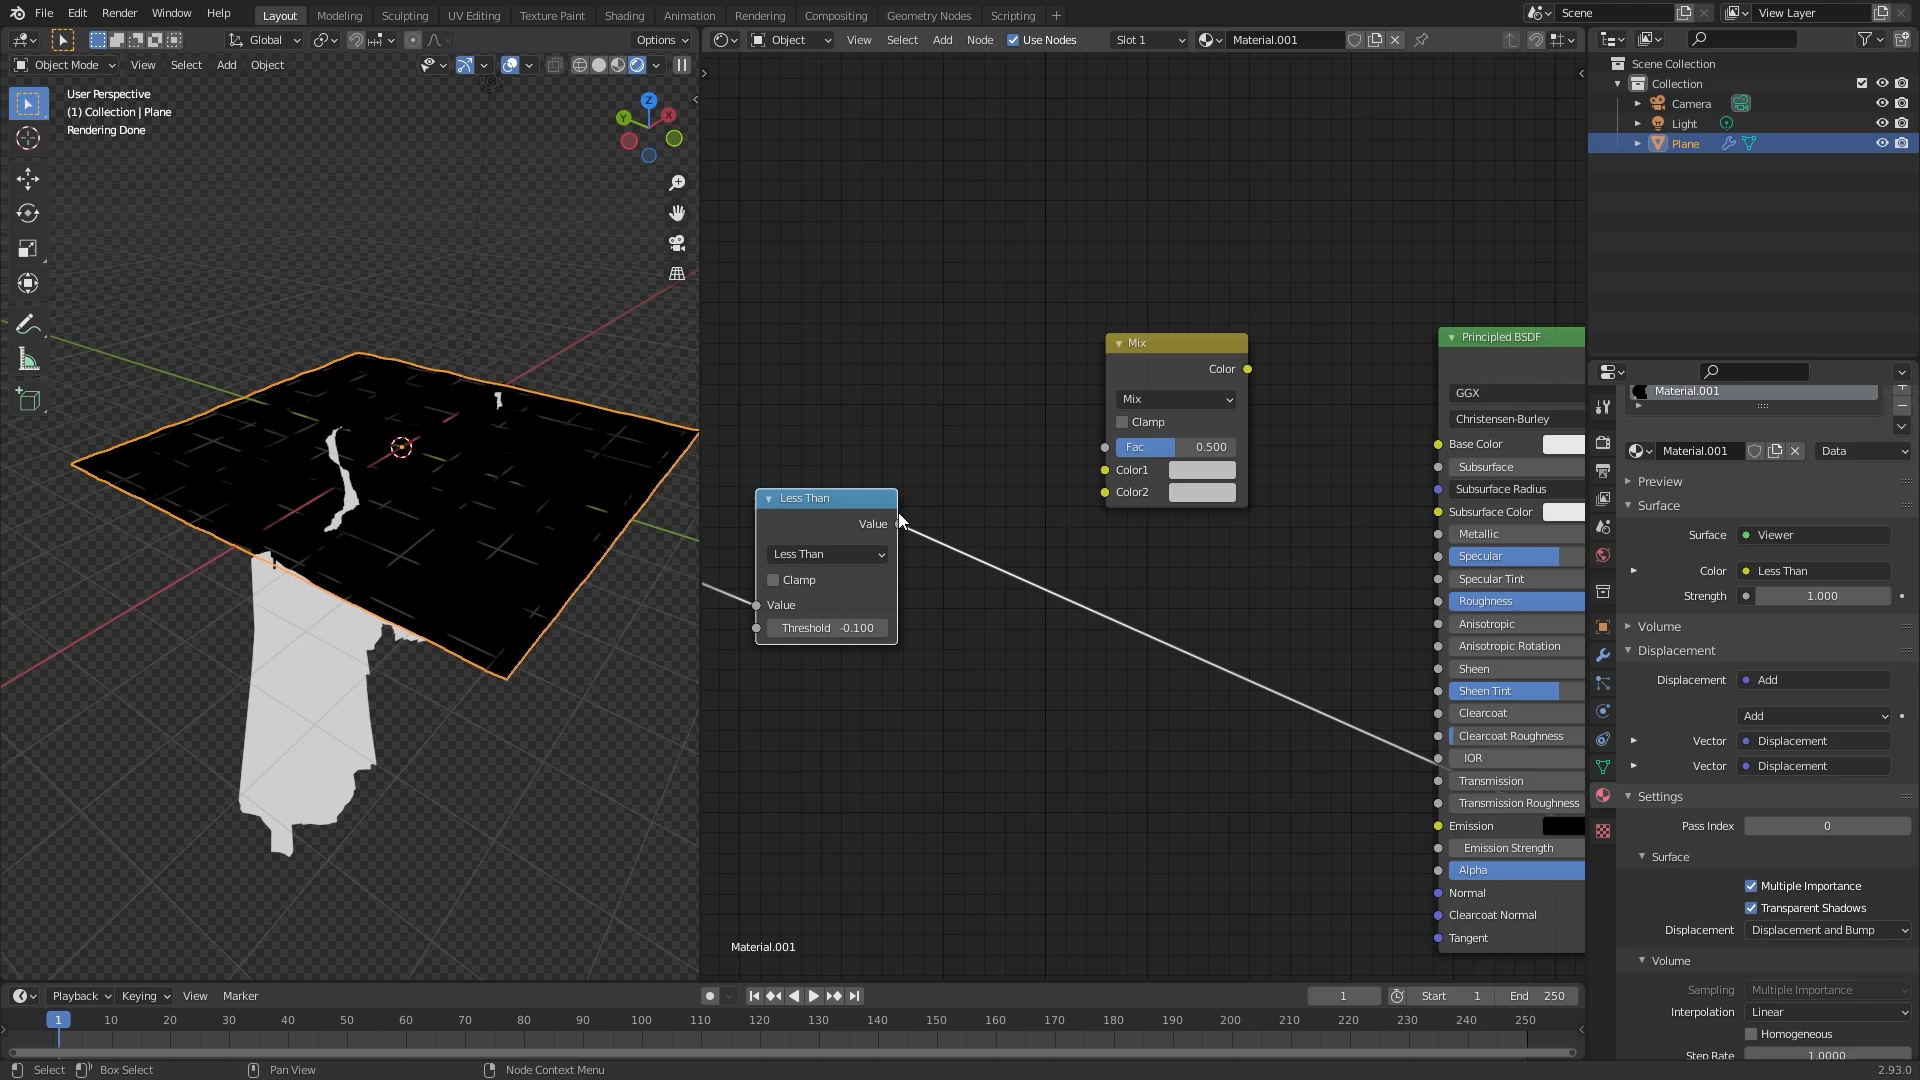 File Edit Render Window Help Layout Modeling Sculpting UV Editing Texture Paint Shading Animation Rendering Compositing Geometry Nodes Scripting + Scene View Layer
Global Options Object View Select Add Node Use Nodes Slot 1 Material.001
Object Mode View Select Add Object
User Perspective
(1) Collection | Plane
Rendering Done
Z
Y
X
Less Than
Value
Less Than
Clamp
Value
Threshold -0.100
Mix
Color
Mix
Clamp
Fac 0.500
Color1
Color2
Principled BSDF
GGX
Christensen-Burley
Base Color
Subsurface
Subsurface Radius
Subsurface Color
Metallic
Specular
Specular Tint
Roughness
Anisotropic
Anisotropic Rotation
Sheen
Sheen Tint
Clearcoat
Clearcoat Roughness
IOR
Transmission
Transmission Roughness
Emission
Emission Strength
Alpha
Normal
Clearcoat Normal
Tangent
Material.001
Scene Collection
Collection
Camera
Light
Plane
Material.001
Material.001 Data
Preview
Surface
Surface Viewer
Color Less Than
Strength 1.000
Volume
Displacement
Displacement Add
Add
Vector Displacement
Vector Displacement
Settings
Pass Index 0
Surface
Multiple Importance
Transparent Shadows
Displacement Displacement and Bump
Volume
Sampling Multiple Importance
Interpolation Linear
Homogeneous
Step Rate 1.0000
Playback Keying View Marker 1 Start 1 End 250
1 10 20 30 40 50 60 70 80 90 100 110 120 130 140 150 160 170 180 190 200 210 220 230 240 250
Select Box Select Pan View Node Context Menu 2.93.0